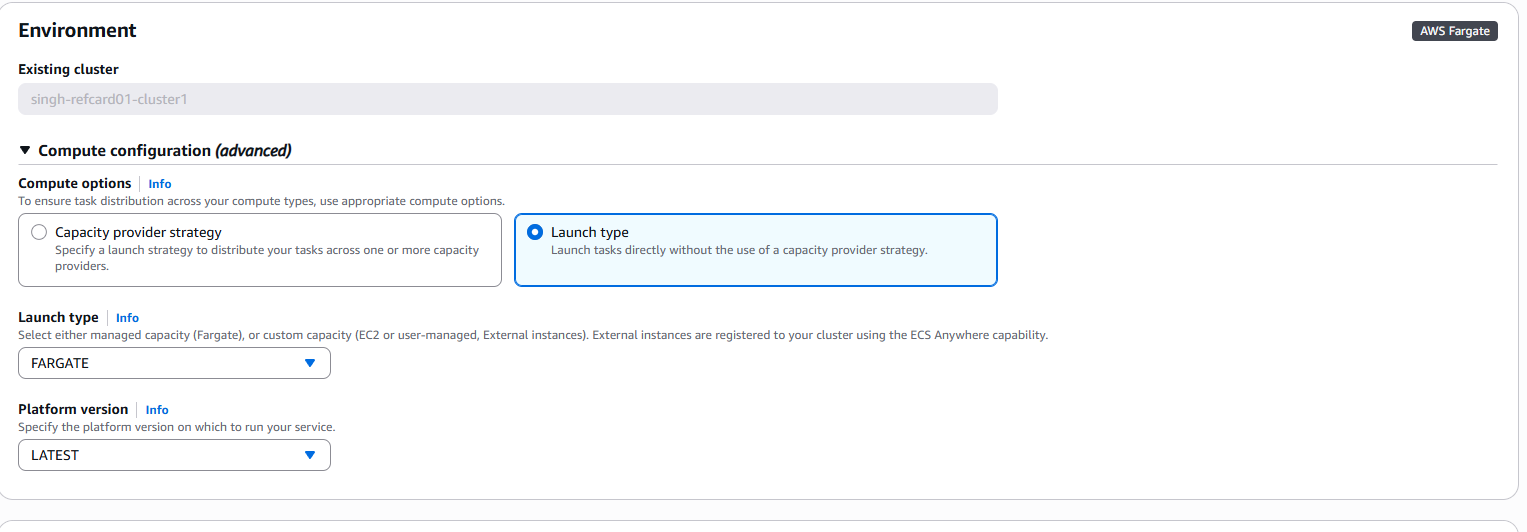 Environment
AWS Fargate
Existing cluster
singh-refcard01-cluster1
Compute configuration (advanced)
Compute options Info
To ensure task distribution across your compute types, use appropriate compute options.
Capacity provider strategy
Specify a launch strategy to distribute your tasks across one or more capacity
providers.
Launch type
Launch tasks directly without the use of a capacity provider strategy.
Launch type Info
Select either managed capacity (Fargate), or custom capacity (EC2 or user-managed, External instances). External instances are registered to your cluster using the ECS Anywhere capability.
FARGATE
Platform version Info
Specify the platform version on which to run your service.
LATEST